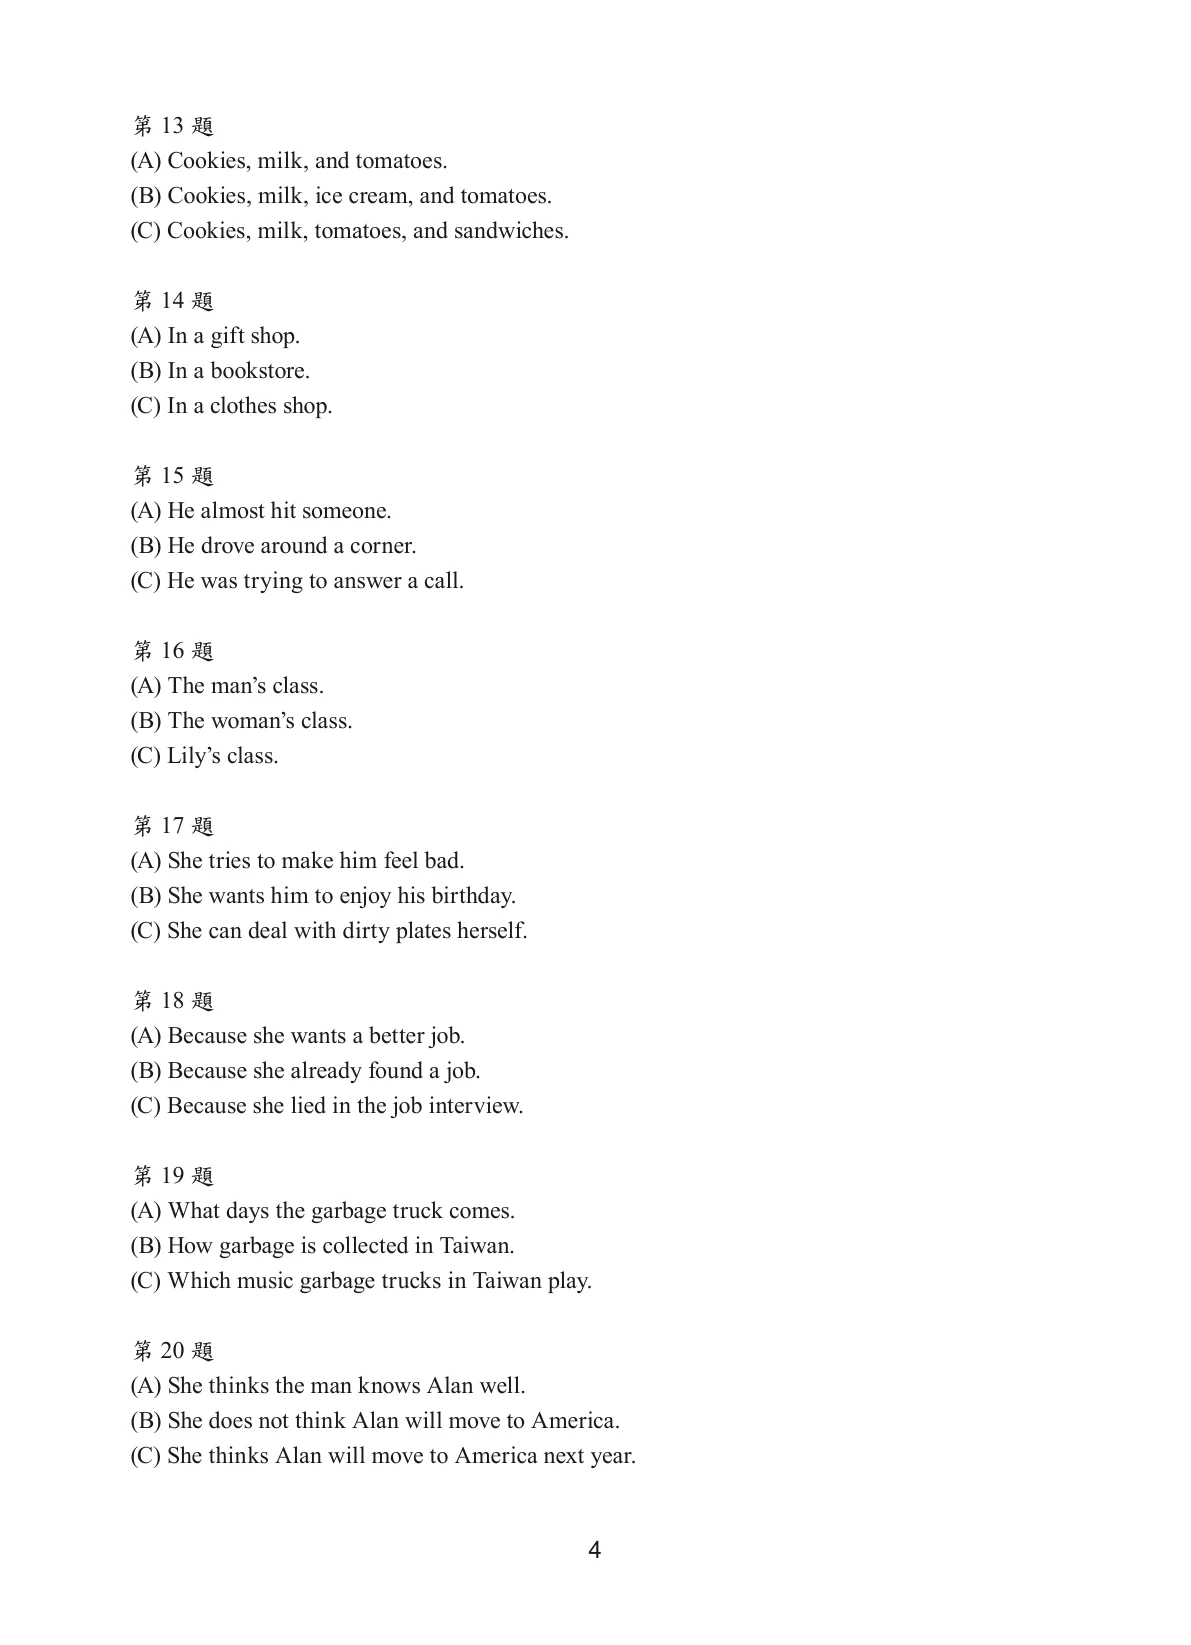 第 13 題
(A) Cookies, milk, and tomatoes.
(B) Cookies, milk, ice cream, and tomatoes.
(C) Cookies, milk, tomatoes, and sandwiches.
第 14 題
(A) In a gift shop.
(B) In a bookstore.
(C) In a clothes shop.
第 15 題
(A) He almost hit someone.
(B) He drove around a corner.
(C) He was trying to answer a call.
第 16 題
(A) The man’s class.
(B) The woman’s class.
(C) Lily’s class.
第 17 題
(A) She tries to make him feel bad.
(B) She wants him to enjoy his birthday.
(C) She can deal with dirty plates herself.
第 18 題
(A) Because she wants a better job.
(B) Because she already found a job.
(C) Because she lied in the job interview.
第 19 題
(A) What days the garbage truck comes.
(B) How garbage is collected in Taiwan.
(C) Which music garbage trucks in Taiwan play.
第 20 題
(A) She thinks the man knows Alan well.
(B) She does not think Alan will move to America.
(C) She thinks Alan will move to America next year.
4